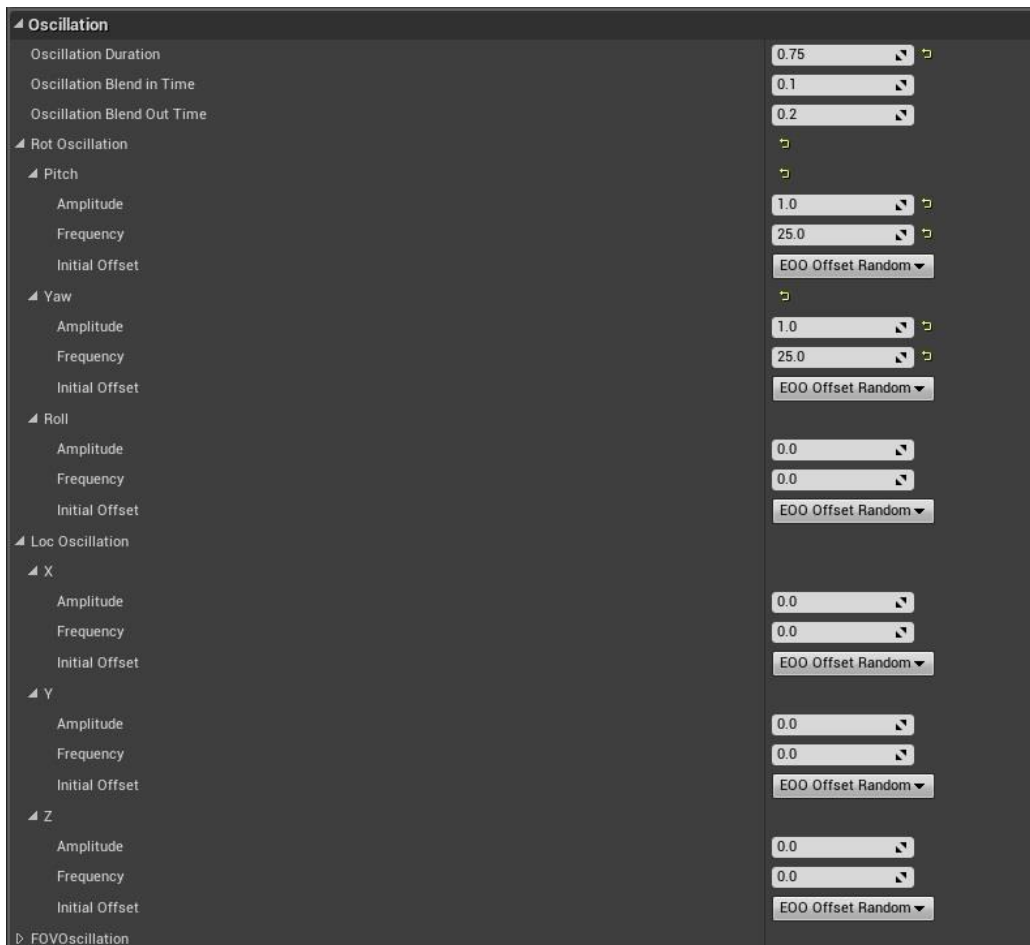 Oscillation
Oscillation Duration 0.75
Oscillation Blend in Time 0.1
Oscillation Blend Out Time 0.2
Rot Oscillation
Pitch
Amplitude 1.0
Frequency 25.0
Initial Offset EOO Offset Random
Yaw
Amplitude 1.0
Frequency 25.0
Initial Offset EOO Offset Random
Roll
Amplitude 0.0
Frequency 0.0
Initial Offset EOO Offset Random
Loc Oscillation
X
Amplitude 0.0
Frequency 0.0
Initial Offset EOO Offset Random
Y
Amplitude 0.0
Frequency 0.0
Initial Offset EOO Offset Random
Z
Amplitude 0.0
Frequency 0.0
Initial Offset EOO Offset Random
FOVOscillation